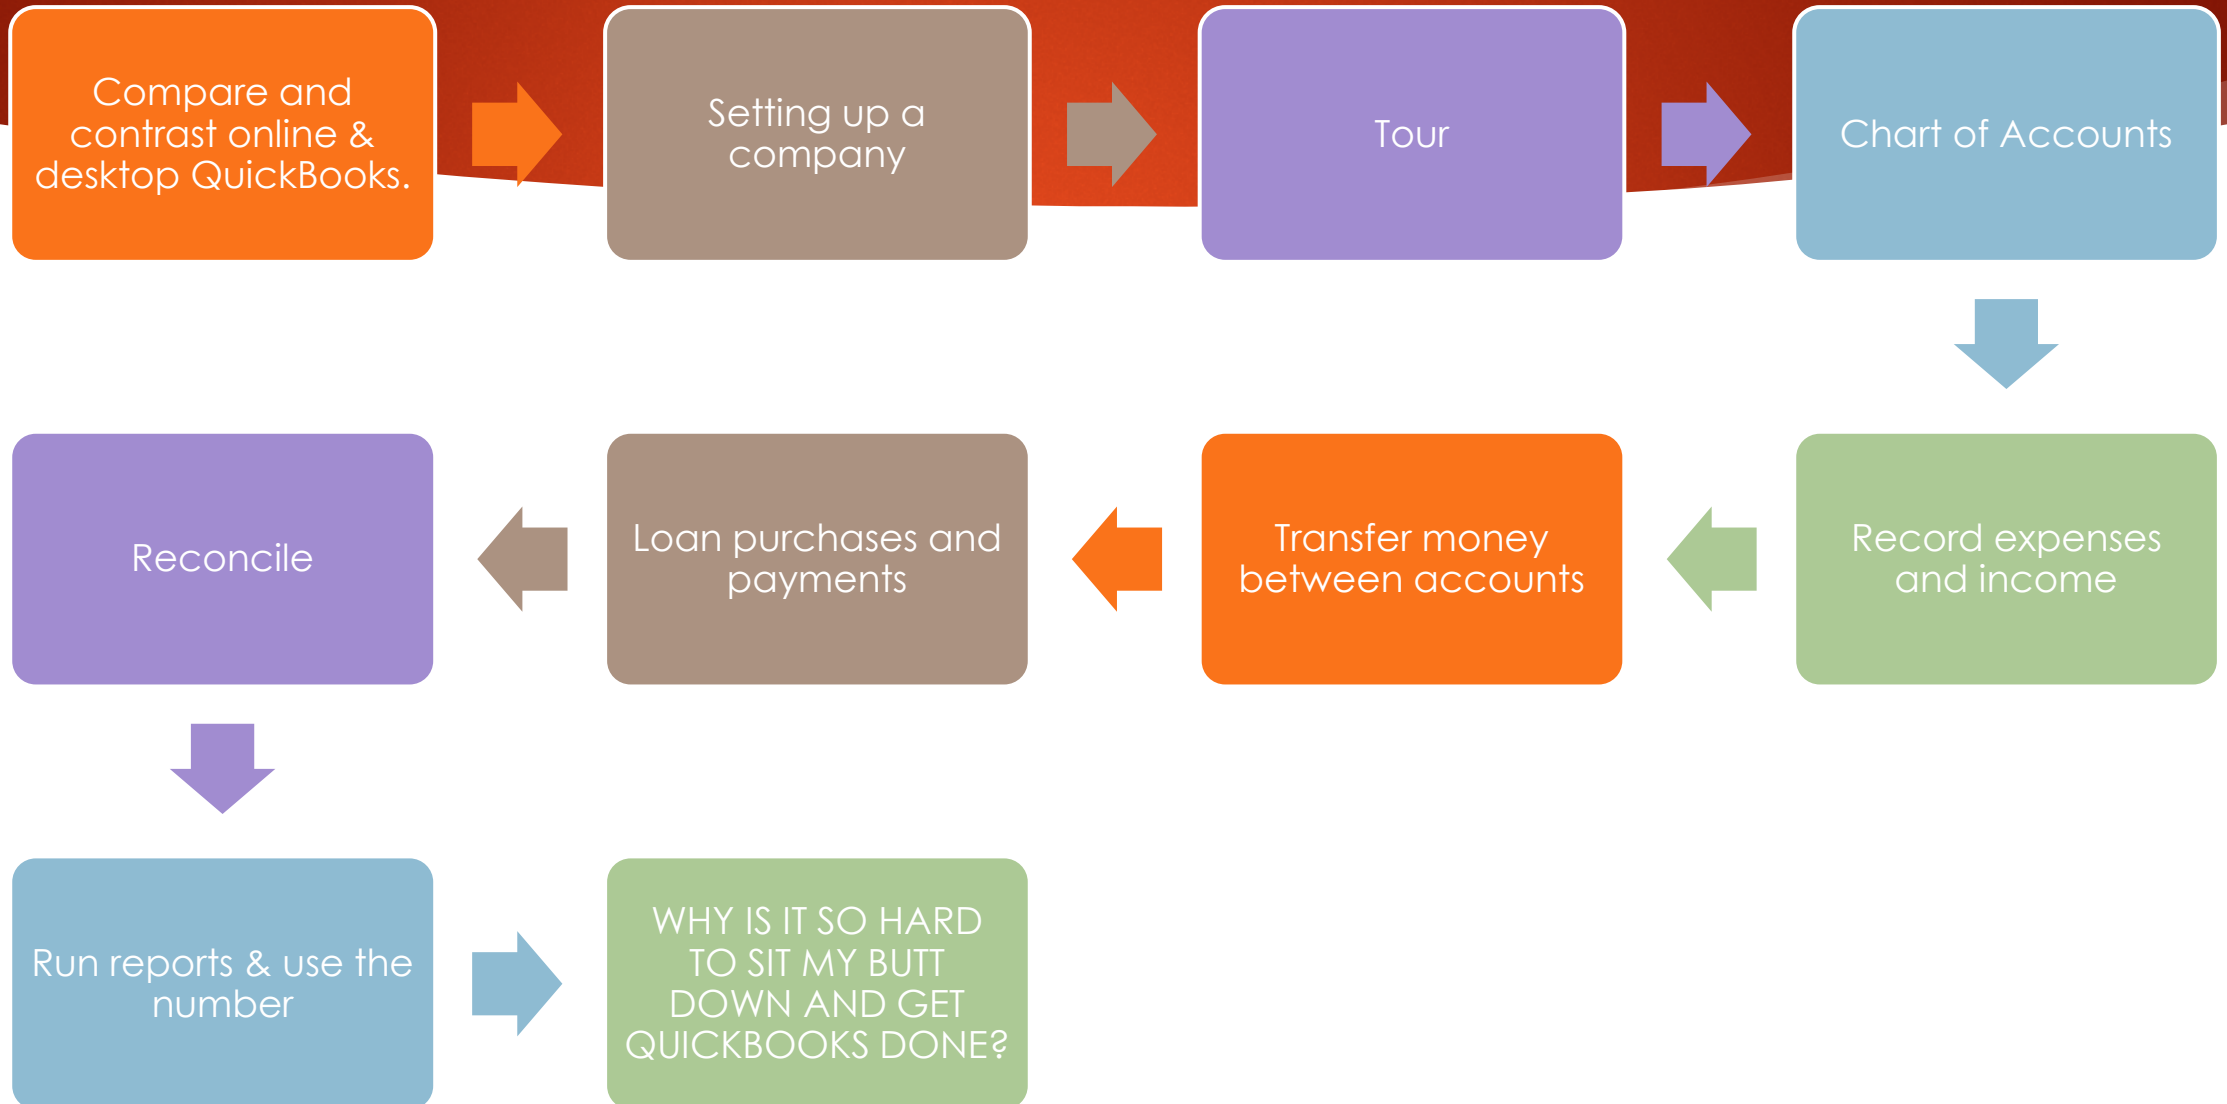 Compare and
contrast online &
desktop QuickBooks.
Setting up a
company
Tour
Chart of Accounts
Record expenses
and income
Transfer money
between accounts
Loan purchases and
payments
Reconcile
Run reports & use the
number
WHY IS IT SO HARD
TO SIT MY BUTT
DOWN AND GET
QUICKBOOKS DONE?